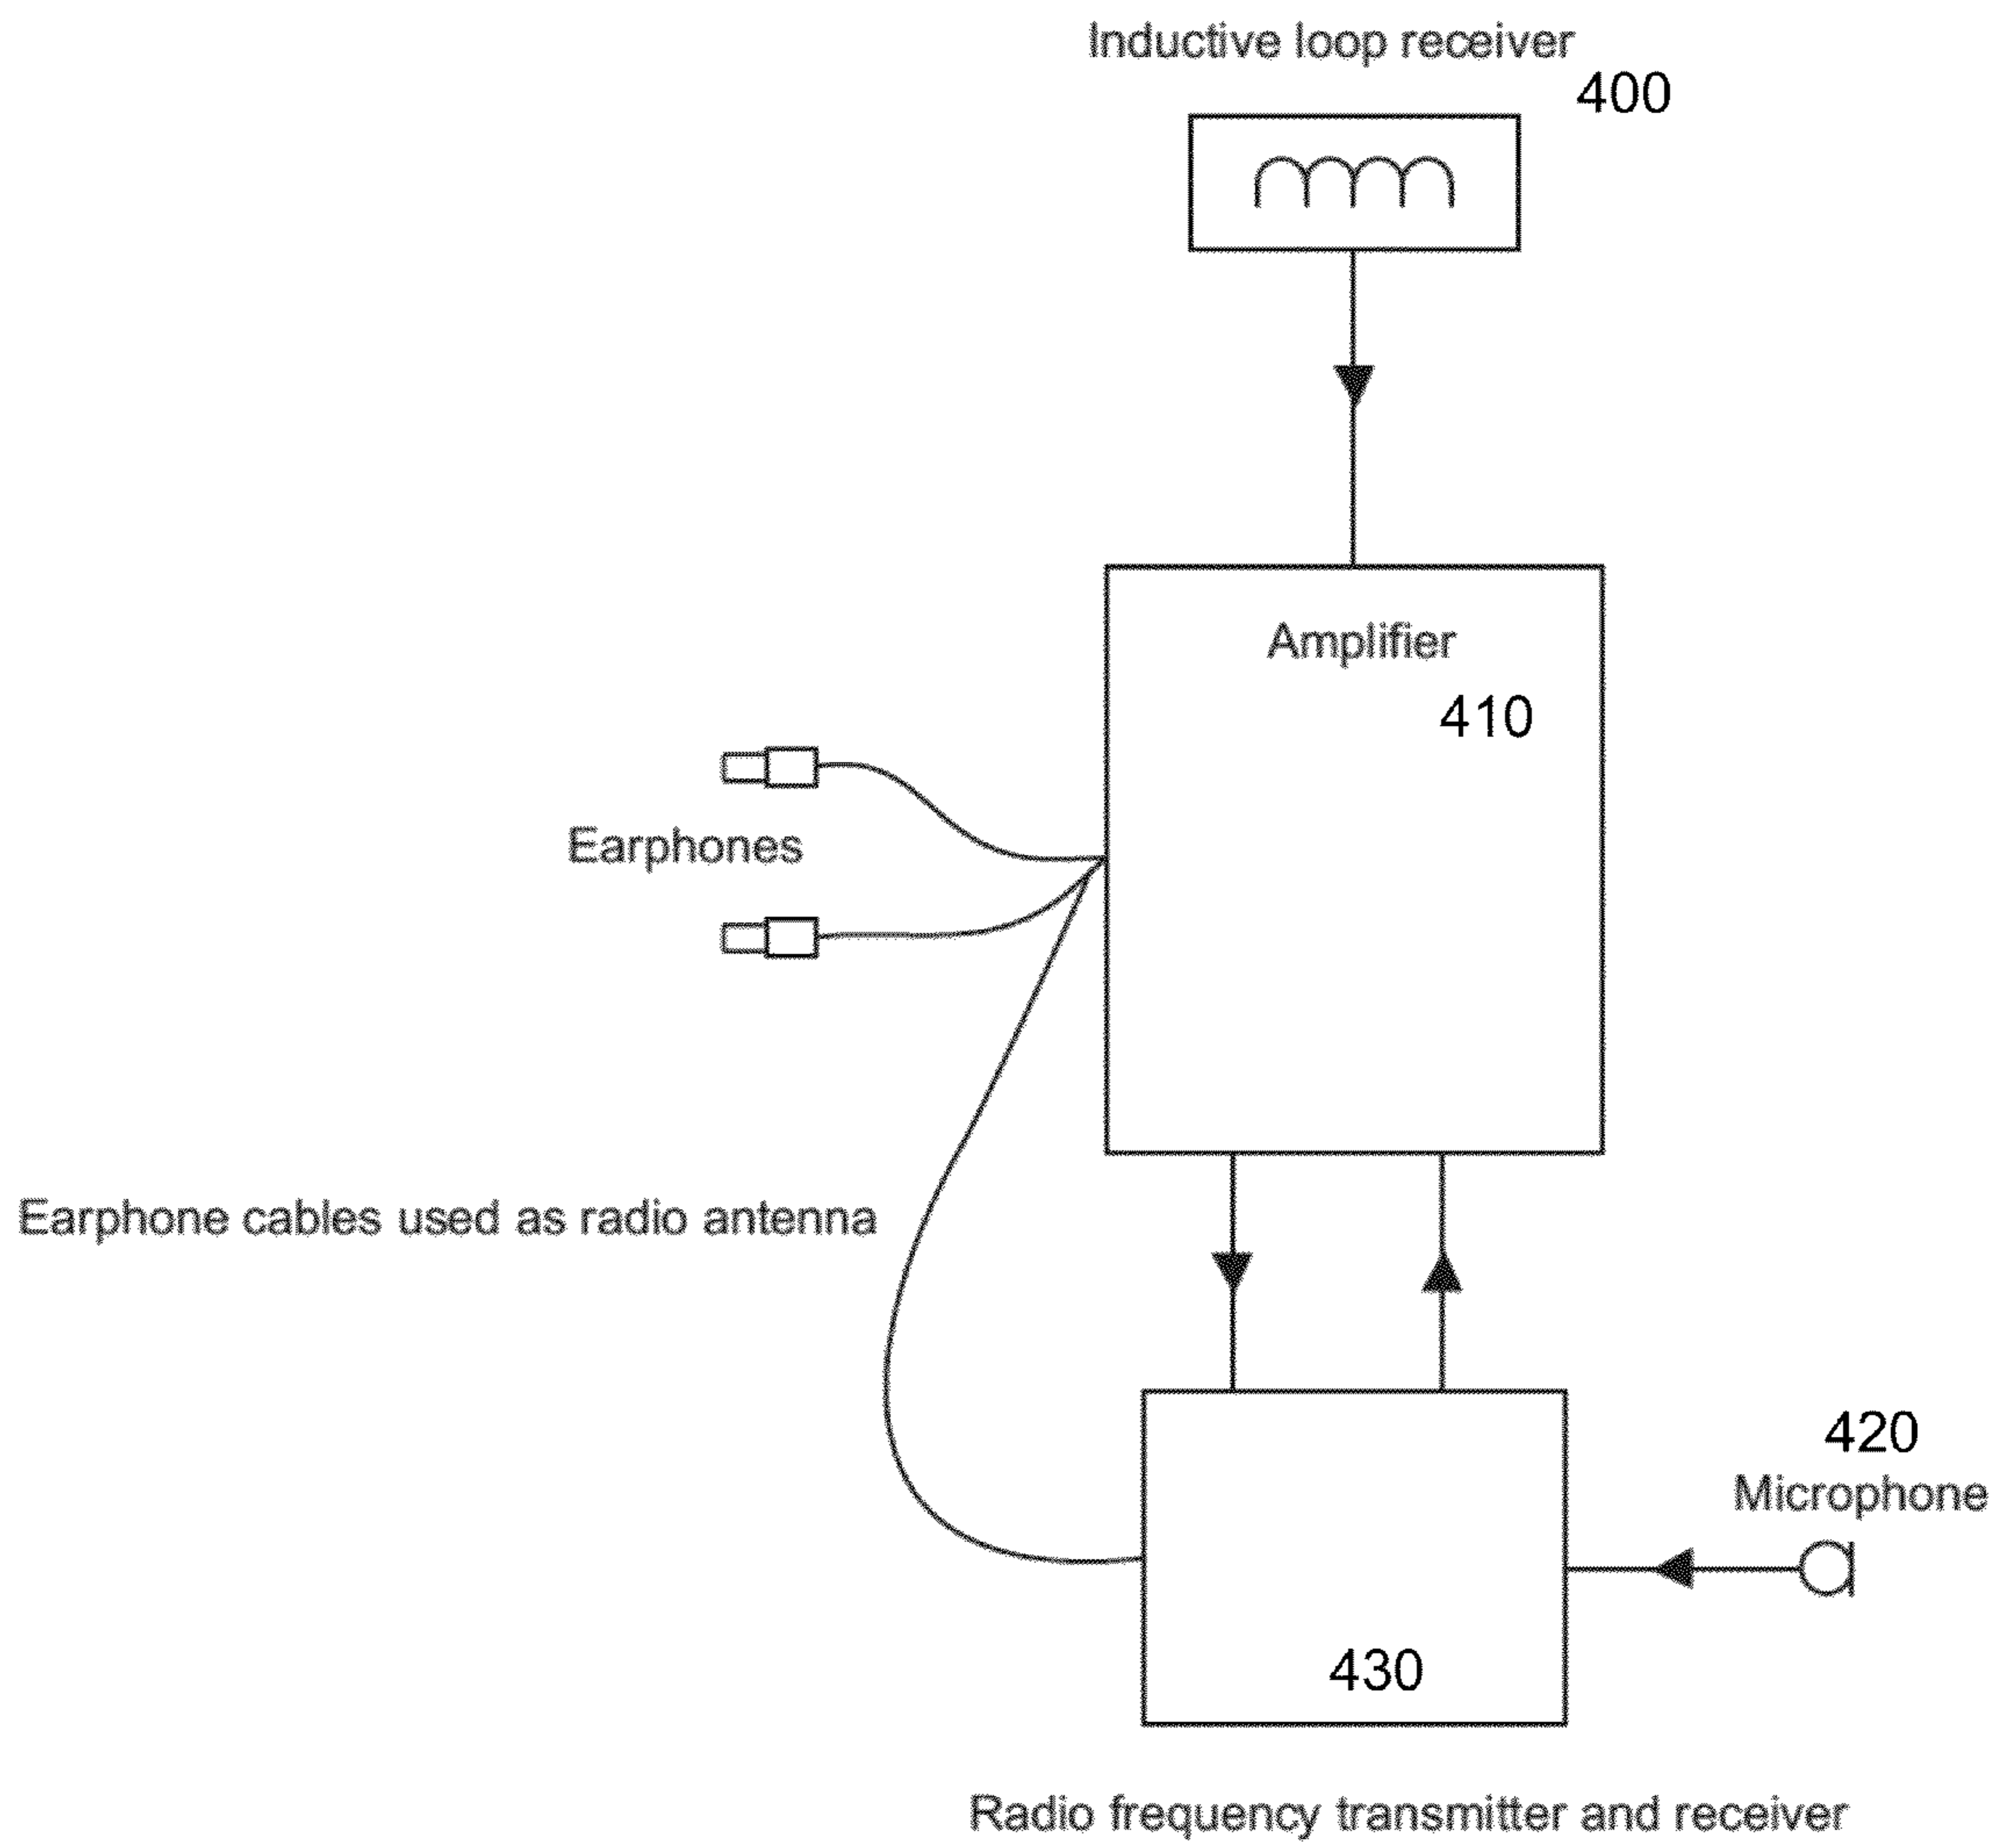 Inductive loop receiver
400
Amplifier
410
Earphones
Earphone cables used as radio antenna
420
Microphone
430
Radio frequency transmitter and receiver